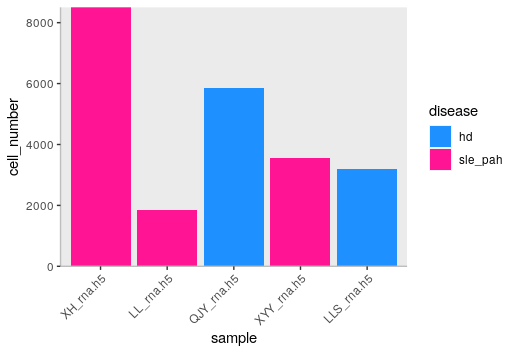 8000
6000
4000
2000
0
cell_number
XH_rna.h5
LL_rna.h5
QJY_rna.h5
XYY_rna.h5
LLS_rna.h5
sample
disease
hd
sle_pah